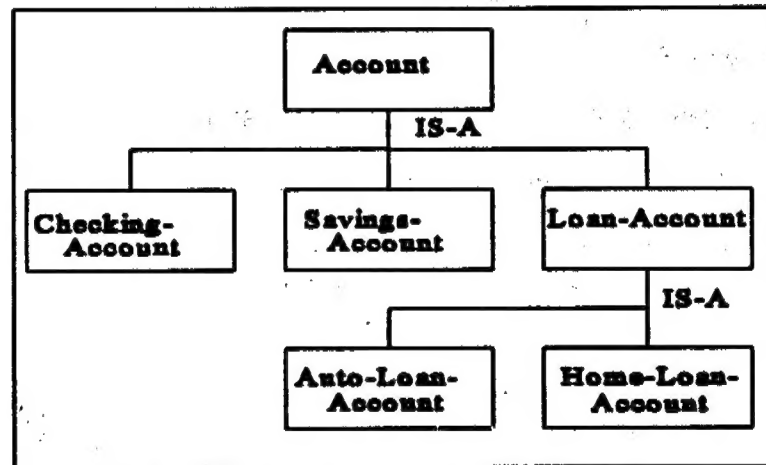 Account
IS-A
Checking-
Account
Savings-
Account
Loan-Account
IS-A
Auto-Loan-
Account
Home-Loan-
Account